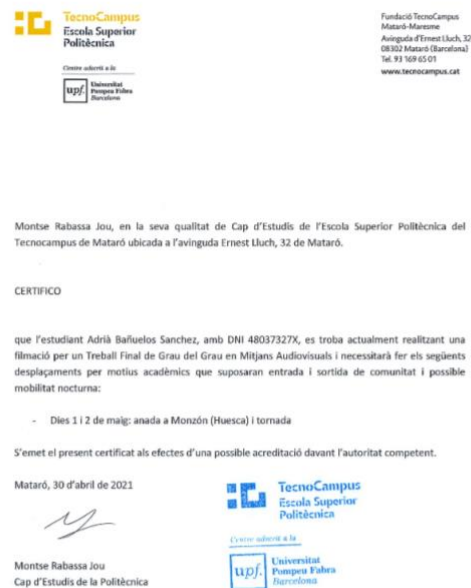 TecnoCampus
Escola Superior
Politècnica
Centre adscrit a la
upf. Universitat
Pompeu Fabra
Barcelona
Fundació TecnoCampus
Mataró-Maresme
Avinguda d'Ernest Lluch, 32
08302 Mataró (Barcelona)
Tel. 93 169 65 01
www.tecnocampus.cat
Montse Rabassa Jou, en la seva qualitat de Cap d'Estudis de l'Escola Superior Politècnica del
Tecnocampus de Mataró ubicada a l'avinguda Ernest Lluch, 32 de Mataró.
CERTIFICO
que l'estudiant Adrià Bañuelos Sanchez, amb DNI 48037327X, es troba actualment realitzant una
filmació per un Treball Final de Grau del Grau en Mitjans Audiovisuals i necessitarà fer els següents
desplaçaments per motius acadèmics que suposaran entrada i sortida de comunitat i possible
mobilitat nocturna:
- Dies 1 i 2 de maig: anada a Monzón (Huesca) i tornada
S'emet el present certificat als efectes d'una possible acreditació davant l'autoritat competent.
Mataró, 30 d'abril de 2021
TecnoCampus
Escola Superior
Politècnica
Centre adscrit a la
upf. Universitat
Pompeu Fabra
Barcelona
Montse Rabassa Jou
Cap d'Estudis de la Politècnica